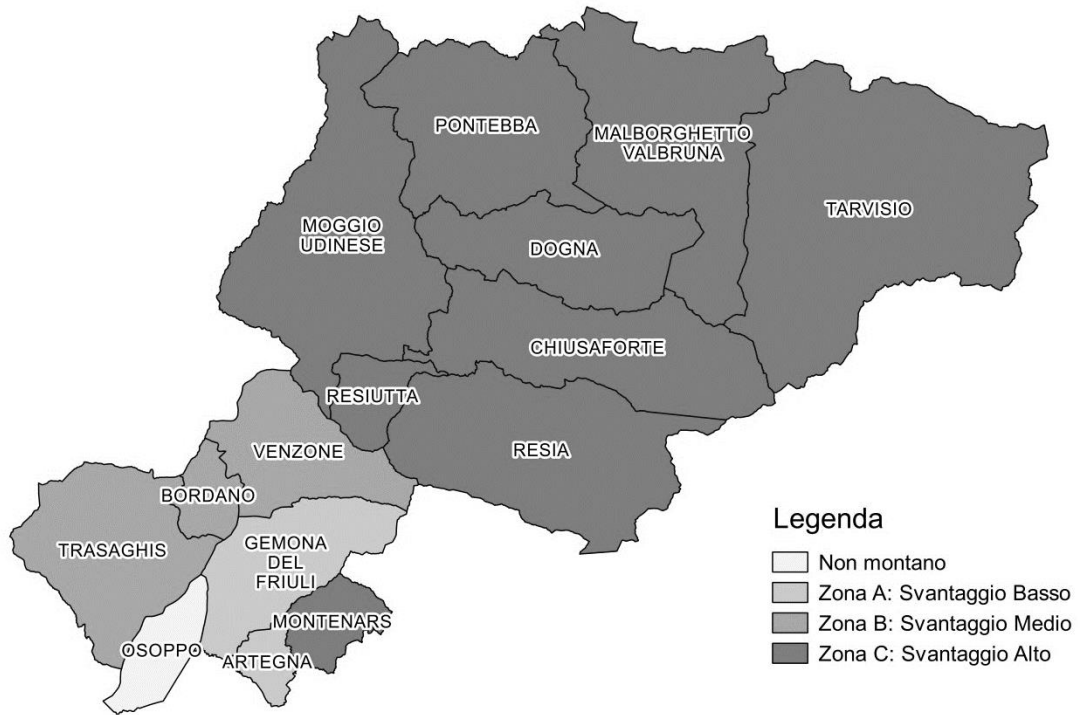 PONTEBBA
MALBORGHETTO
VALBRUNA
TARVISIO
MOGGIO
UDINESE
DOGNA
CHIUSAFORTE
RESIUTTA
RESIA
VENZONE
BORDANO
TRASAGHIS
GEMONA
DEL
FRIULI
MONTENARS
OSOPPO
ARTEGNA
Legenda
Non montano
Zona A: Svantaggio Basso
Zona B: Svantaggio Medio
Zona C: Svantaggio Alto